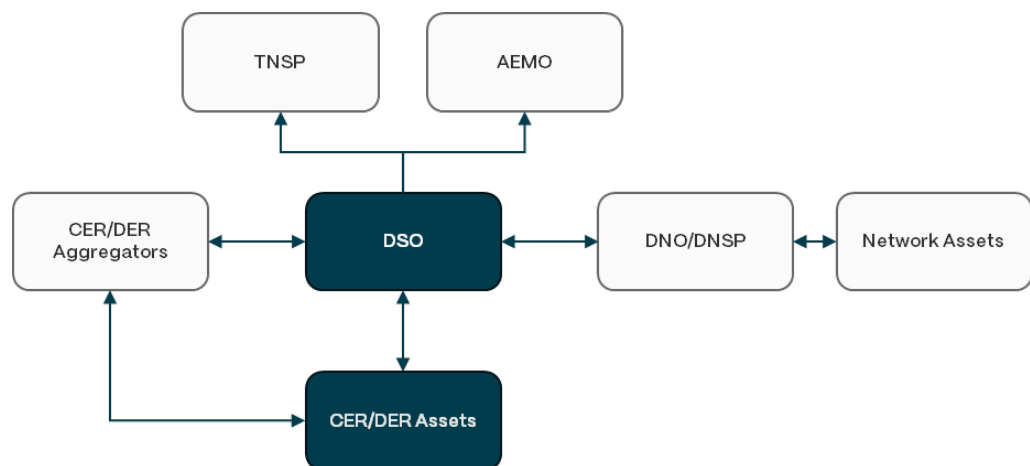 TNSP
AEMO
CER/DER
Aggregators
DSO
DNO/DNSP
Network Assets
CER/DER Assets